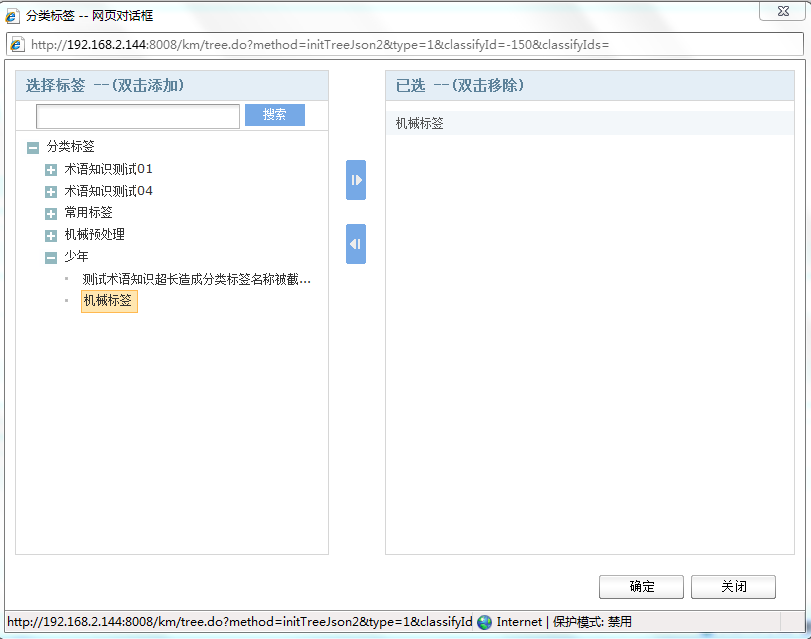 分类标签 -- 网页对话框
http://192.168.2.144:8008/km/tree.do?method=initTreeJson2&type=1&classifyId=-150&classifyIds=
选择标签 --(双击添加)
已选 --(双击移除)
搜索
机械标签
分类标签
术语知识测试01
术语知识测试04
常用标签
机械预处理
少年
测试术语知识超长造成分类标签名称被截...
机械标签
确定
关闭
http://192.168.2.144:8008/km/tree.do?method=initTreeJson2&type=1&classifyId
Internet | 保护模式: 禁用